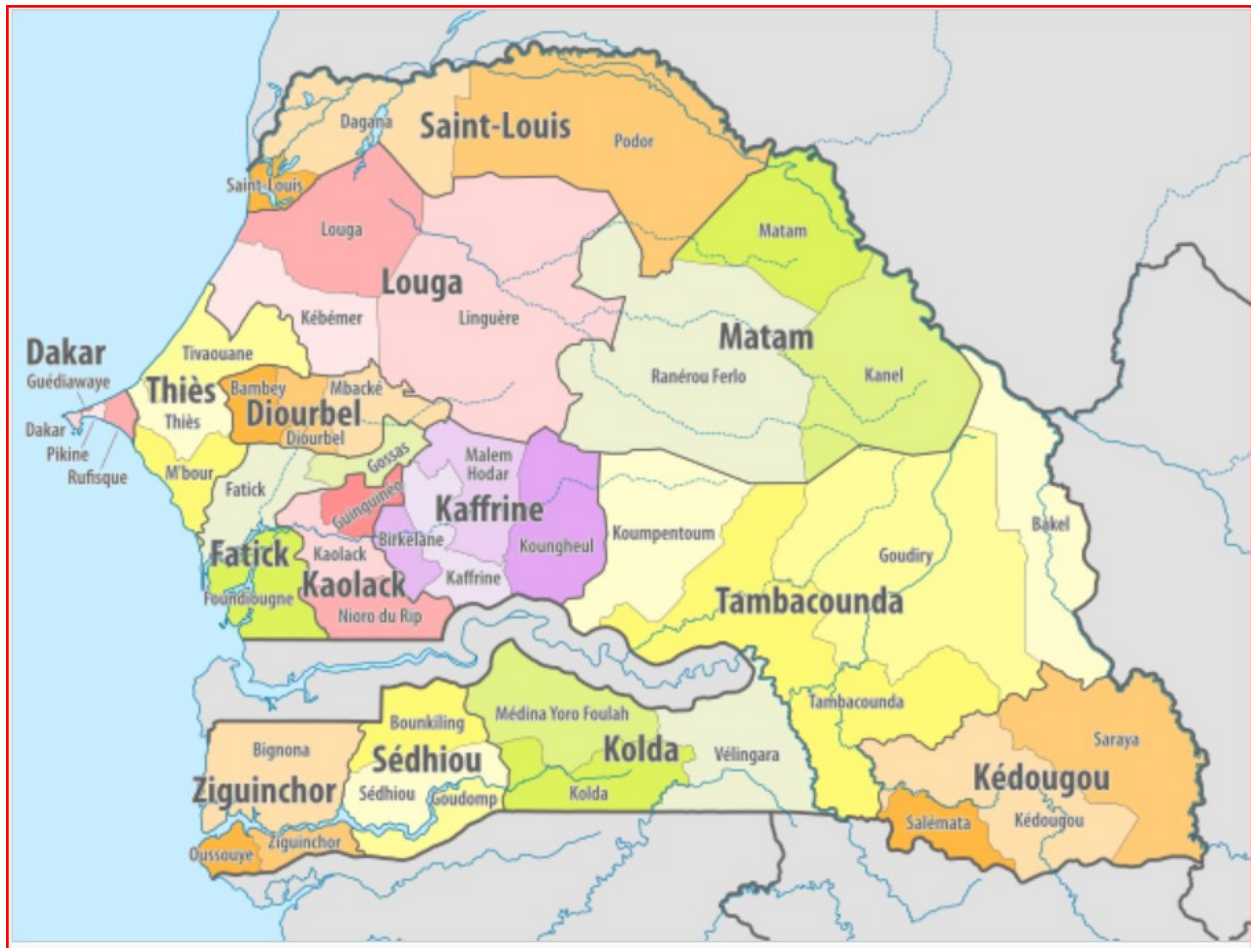 Saint-Louis
Dagana
Podor
Saint-Louis
Louga
Louga
Kébémer
Linguère
Matam
Matam
Ranérou Ferlo
Kanel
Dakar
Guédiawaye
Dakar
Pikine
Rufisque
Tivaouane
Thiès
Thiès
M'bour
Bambey
Mbacké
Diourbel
Diourbel
Gossas
Fatick
Fatick
Foundiougne
Guinguineo
Kaolack
Kaolack
Nioro du Rip
Malem
Hodar
Kaffrine
Birkelane
Kaffrine
Koungheul
Koumpentoum
Goudiry
Bakel
Tambacounda
Tambacounda
Bounkiling
Sédhiou
Sédhiou
Goudomp
Médina Yoro Foulah
Kolda
Kolda
Vélingara
Bignona
Ziguinchor
Oussouye
Ziguinchor
Saraya
Kédougou
Salémata
Kédougou